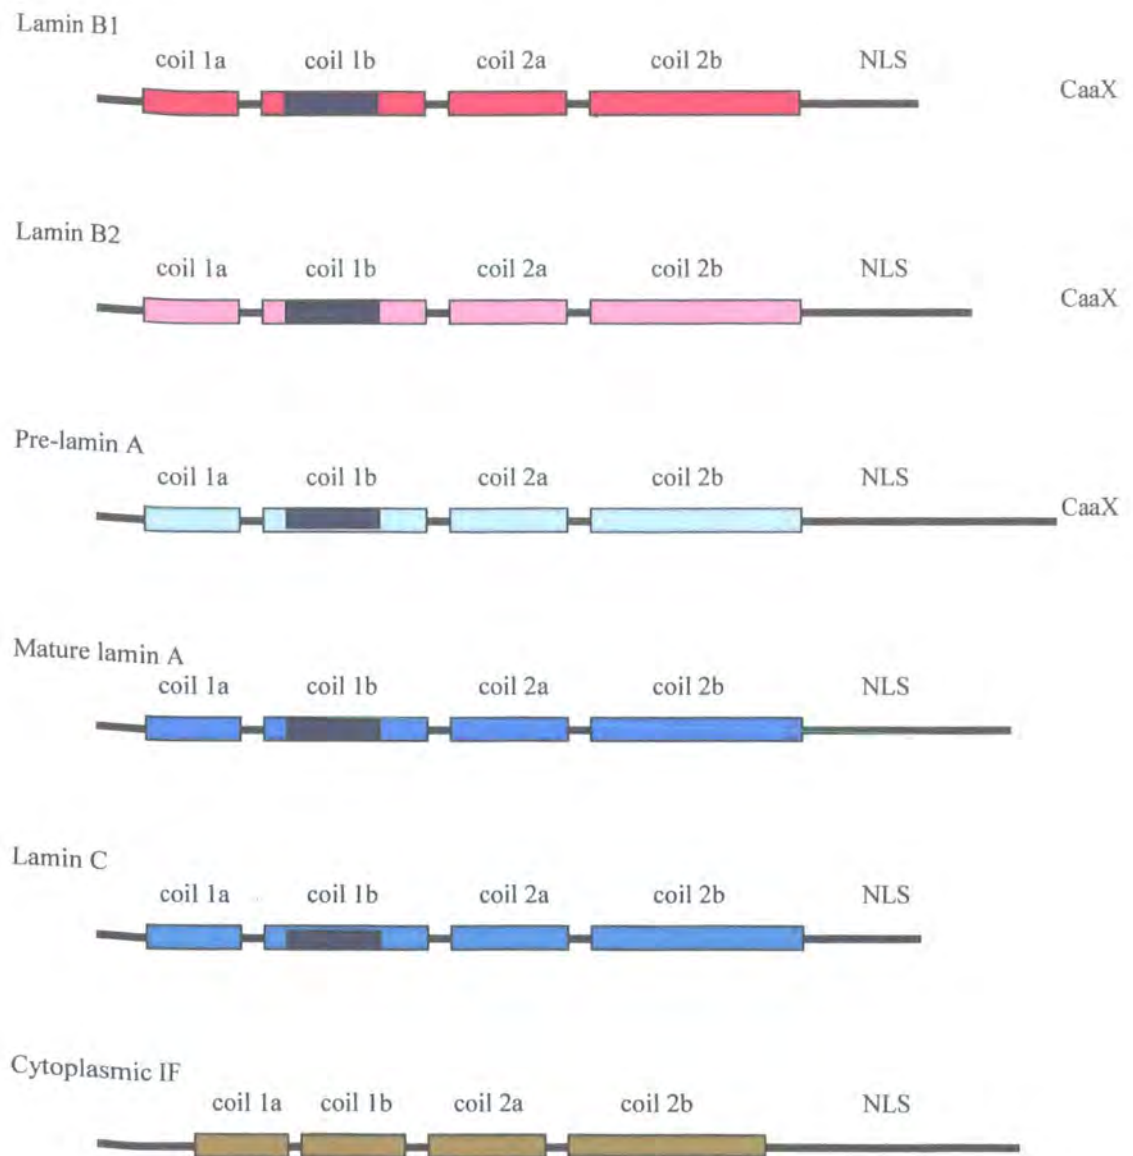 Lamin B1
coil 1a coil 1b coil 2a coil 2b NLS CaaX
Lamin B2
coil 1a coil 1b coil 2a coil 2b NLS CaaX
Pre-lamin A
coil 1a coil 1b coil 2a coil 2b NLS CaaX
Mature lamin A
coil 1a coil 1b coil 2a coil 2b NLS
Lamin C
coil 1a coil 1b coil 2a coil 2b NLS
Cytoplasmic IF
coil 1a coil 1b coil 2a coil 2b NLS